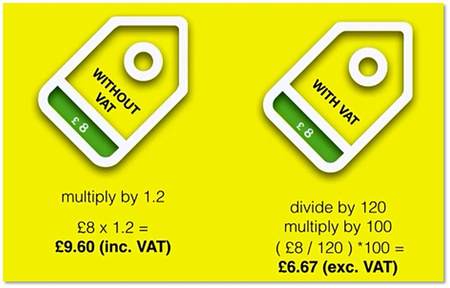 WITHOUT
VAT
£8
multiply by 1.2
£8 x 1.2 =
£9.60 (inc. VAT)
WITH VAT
£8
divide by 120
multiply by 100
( £8 / 120 ) *100 =
£6.67 (exc. VAT)